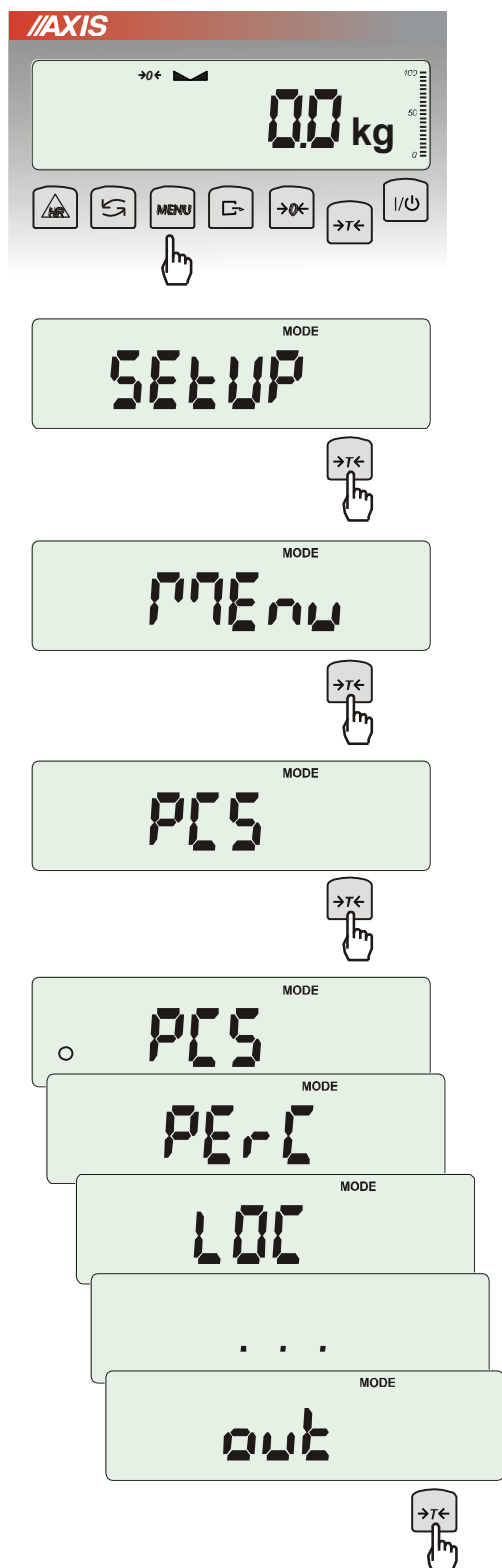 //AXIS
→0←
100
0.0 kg
50
0
HR MENU →0← →T← I/⏻
MODE
SEtUP
→T←
MODE
MEnu
→T←
MODE
PCS
→T←
MODE
PCS
MODE
PErC
MODE
LOC
. . .
MODE
out
→T←